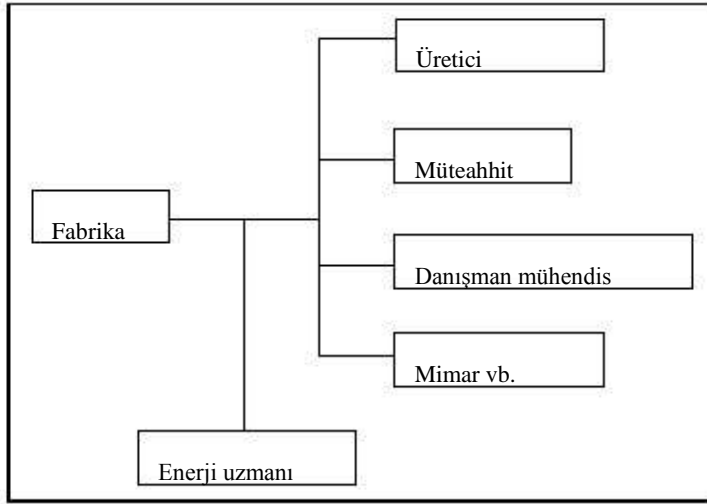 Üretici
Müteahhit
Fabrika
Danışman mühendis
Mimar vb.
Enerji uzmanı